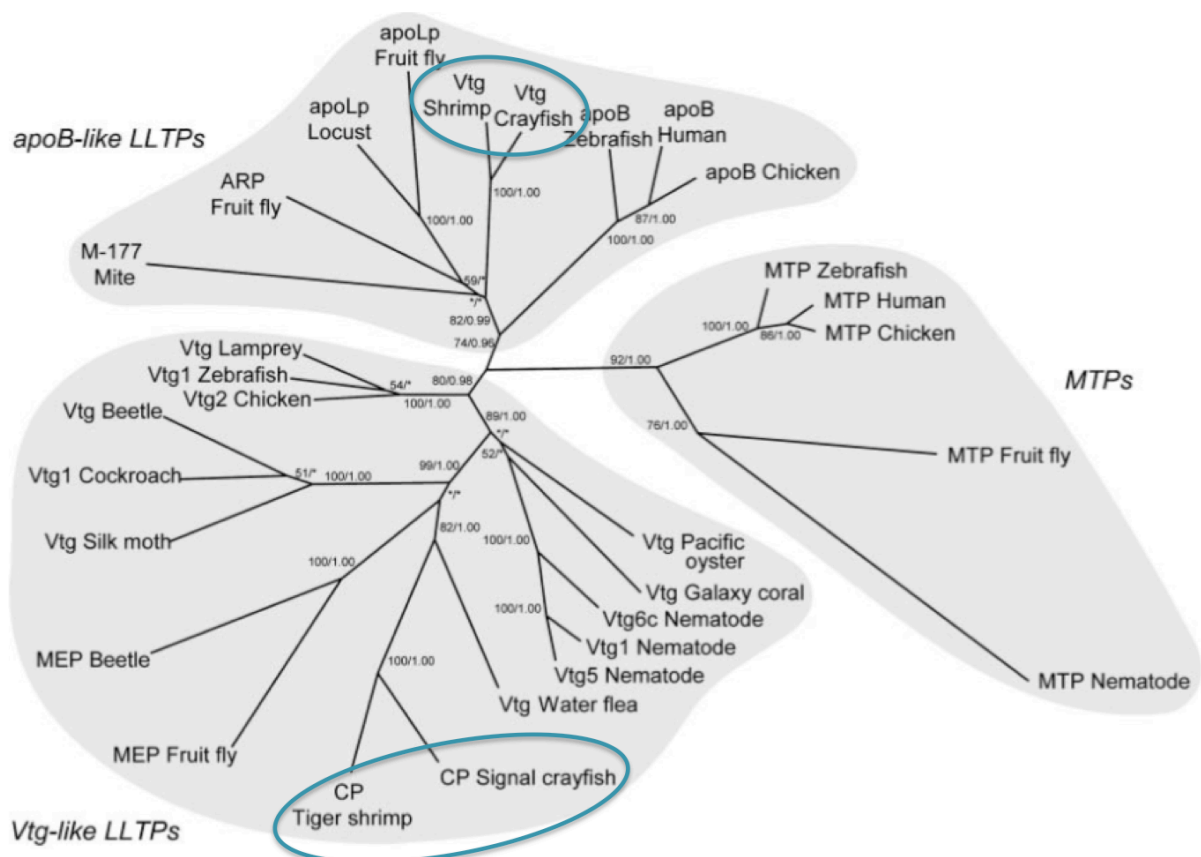 apoLp
Fruit fly
Vtg
Shrimp
Vtg
Crayfish
apoB
Zebrafish
apoB
Human
apoB Chicken
apoLp
Locust
apoB-like LLTPs
ARP
Fruit fly
M-177
Mite
100/1.00
100/1.00
87/1.00
100/1.00
59/*
*/*
82/0.99
74/0.96
MTP Zebrafish
MTP Human
MTP Chicken
100/1.00
86/1.00
92/1.00
MTPs
76/1.00
MTP Fruit fly
MTP Nematode
Vtg Lamprey
Vtg1 Zebrafish
Vtg2 Chicken
54/*
100/1.00
80/0.98
89/1.00
*/*
52/*
Vtg Beetle
Vtg1 Cockroach
Vtg Silk moth
51/*
100/1.00
99/1.00
*/*
82/1.00
100/1.00
100/1.00
100/1.00
100/1.00
Vtg Pacific
oyster
Vtg Galaxy coral
Vtg6c Nematode
Vtg1 Nematode
Vtg5 Nematode
Vtg Water flea
MEP Beetle
MEP Fruit fly
CP
Tiger shrimp
CP Signal crayfish
Vtg-like LLTPs